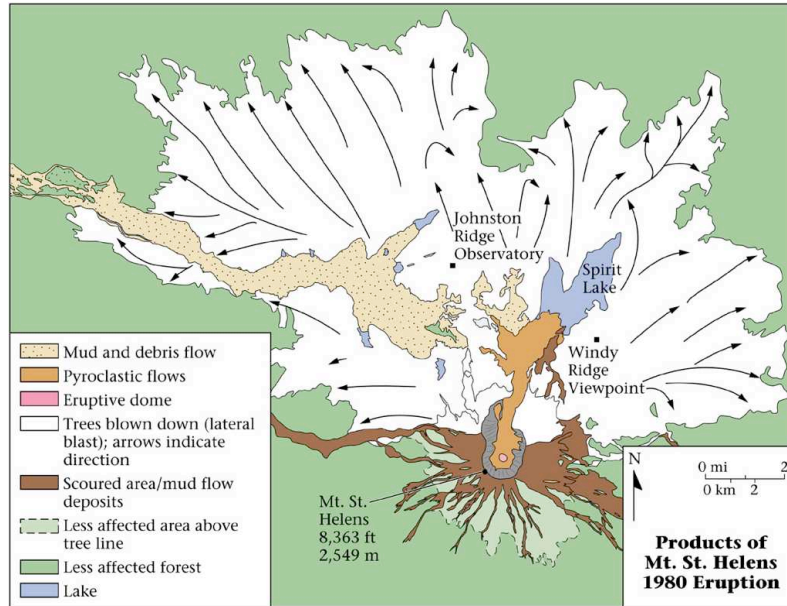 Johnston
Ridge
Observatory
Spirit
Lake
Windy
Ridge
Viewpoint
Mud and debris flow
Pyroclastic flows
Eruptive dome
Trees blown down (lateral
blast); arrows indicate
direction
Scoured area/mud flow
deposits
Less affected area above
tree line
Less affected forest
Lake
Mt. St.
Helens
8,363 ft
2,549 m
N
0 mi 2
0 km 2
Products of
Mt. St. Helens
1980 Eruption